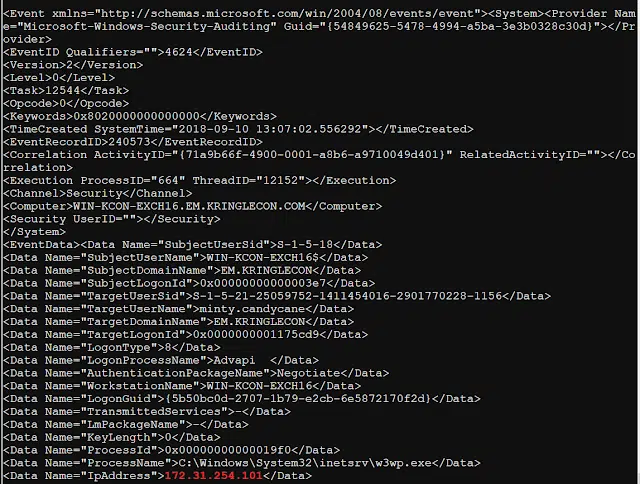 <Event xmlns="http://schemas.microsoft.com/win/2004/08/events/event"><System><Provider Nam
e="Microsoft-Windows-Security-Auditing" Guid="{54849625-5478-4994-a5ba-3e3b0328c30d}"></Pr
ovider>
<EventID Qualifiers="">4624</EventID>
<Version>2</Version>
<Level>0</Level>
<Task>12544</Task>
<Opcode>0</Opcode>
<Keywords>0x8020000000000000</Keywords>
<TimeCreated SystemTime="2018-09-10 13:07:02.556292"></TimeCreated>
<EventRecordID>240573</EventRecordID>
<Correlation ActivityID="{71a9b66f-4900-0001-a8b6-a9710049d401}" RelatedActivityID=""></Co
rrelation>
<Execution ProcessID="664" ThreadID="12152"></Execution>
<Channel>Security</Channel>
<Computer>WIN-KCON-EXCH16.EM.KRINGLECON.COM</Computer>
<Security UserID=""></Security>
</System>
<EventData><Data Name="SubjectUserSid">S-1-5-18</Data>
<Data Name="SubjectUserName">WIN-KCON-EXCH16$</Data>
<Data Name="SubjectDomainName">EM.KRINGLECON</Data>
<Data Name="SubjectLogonId">0x00000000000003e7</Data>
<Data Name="TargetUserSid">S-1-5-21-25059752-1411454016-2901770228-1156</Data>
<Data Name="TargetUserName">minty.candycane</Data>
<Data Name="TargetDomainName">EM.KRINGLECON</Data>
<Data Name="TargetLogonId">0x0000000001175cd9</Data>
<Data Name="LogonType">8</Data>
<Data Name="LogonProcessName">Advapi  </Data>
<Data Name="AuthenticationPackageName">Negotiate</Data>
<Data Name="WorkstationName">WIN-KCON-EXCH16</Data>
<Data Name="LogonGuid">{5b50bc0d-2707-1b79-e2cb-6e5872170f2d}</Data>
<Data Name="TransmittedServices">-</Data>
<Data Name="LmPackageName">-</Data>
<Data Name="KeyLength">0</Data>
<Data Name="ProcessId">0x00000000000019f0</Data>
<Data Name="ProcessName">C:\Windows\System32\inetsrv\w3wp.exe</Data>
<Data Name="IpAddress">172.31.254.101</Data>